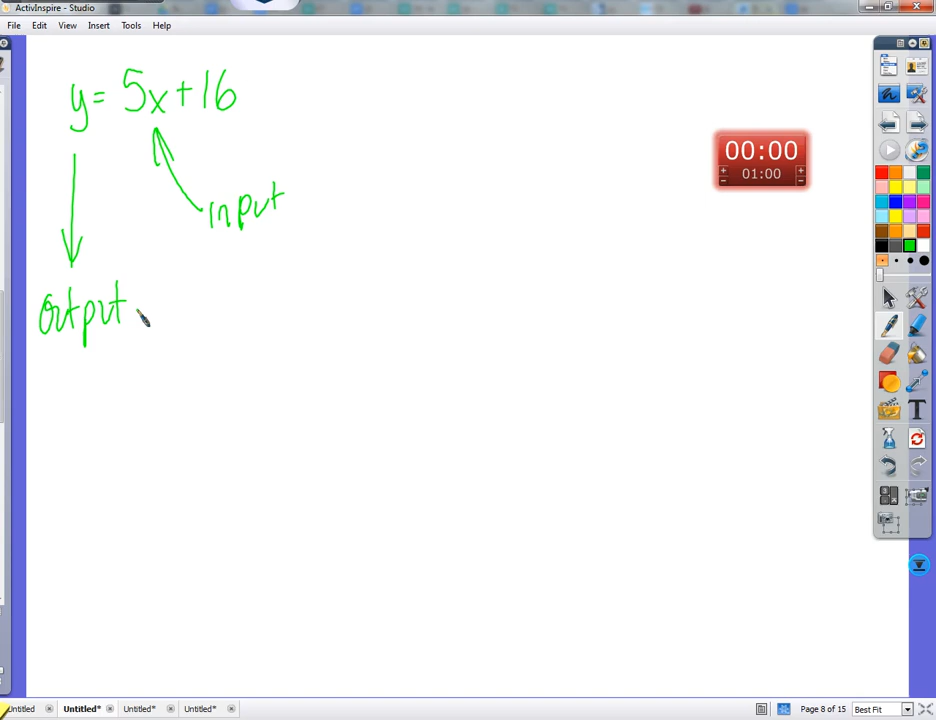 ActivInspire - Studio
File Edit View Insert Tools Help
y= 5x+16
00:00
01:00
input
output
Untitled Untitled* Untitled* Untitled*
Page 8 of 15 Best Fit